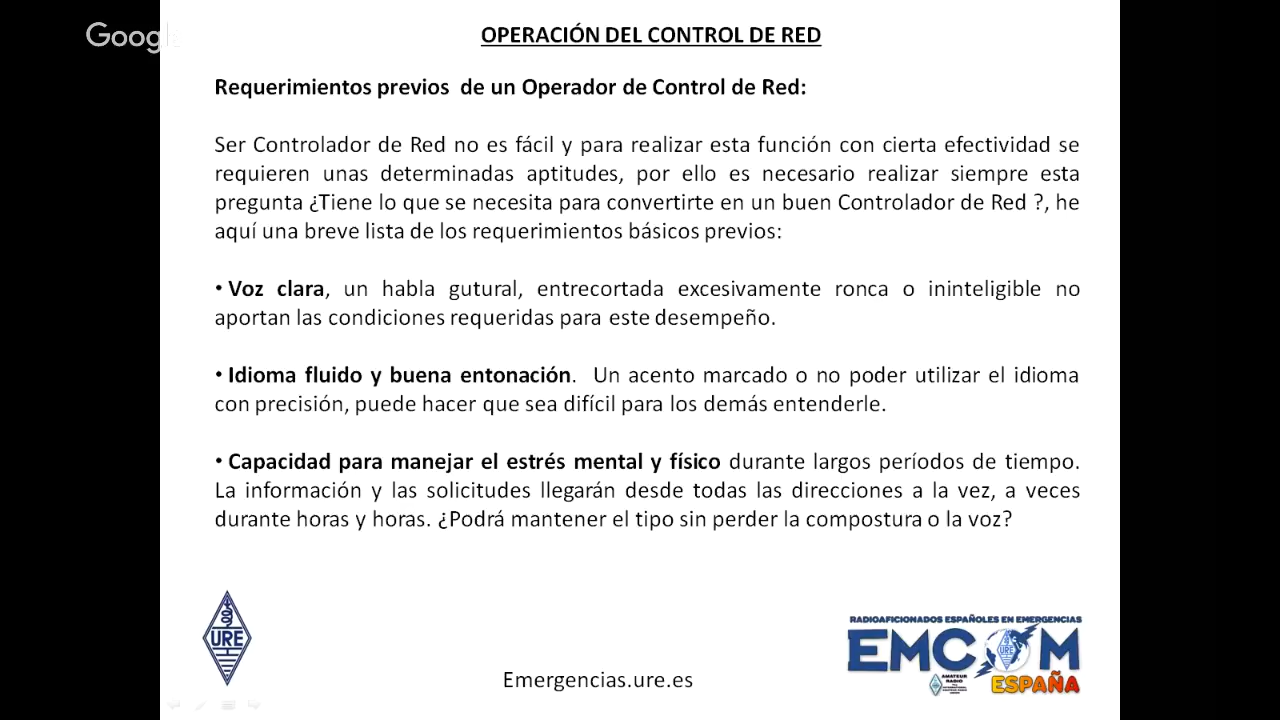 Google
OPERACIÓN DEL CONTROL DE RED
Requerimientos previos de un Operador de Control de Red:
Ser Controlador de Red no es fácil y para realizar esta función con cierta efectividad se
requieren unas determinadas aptitudes, por ello es necesario realizar siempre esta
pregunta ¿Tiene lo que se necesita para convertirte en un buen Controlador de Red ?, he
aquí una breve lista de los requerimientos básicos previos:
• Voz clara, un habla gutural, entrecortada excesivamente ronca o ininteligible no
aportan las condiciones requeridas para este desempeño.
• Idioma fluido y buena entonación. Un acento marcado o no poder utilizar el idioma
con precisión, puede hacer que sea difícil para los demás entenderle.
• Capacidad para manejar el estrés mental y físico durante largos períodos de tiempo.
La información y las solicitudes llegarán desde todas las direcciones a la vez, a veces
durante horas y horas. ¿Podrá mantener el tipo sin perder la compostura o la voz?
URE
Emergencias.ure.es
RADIOAFICIONADOS ESPAÑOLES EN EMERGENCIAS
EMCOM
URE
AMATEUR
RADIO
ESPAÑA